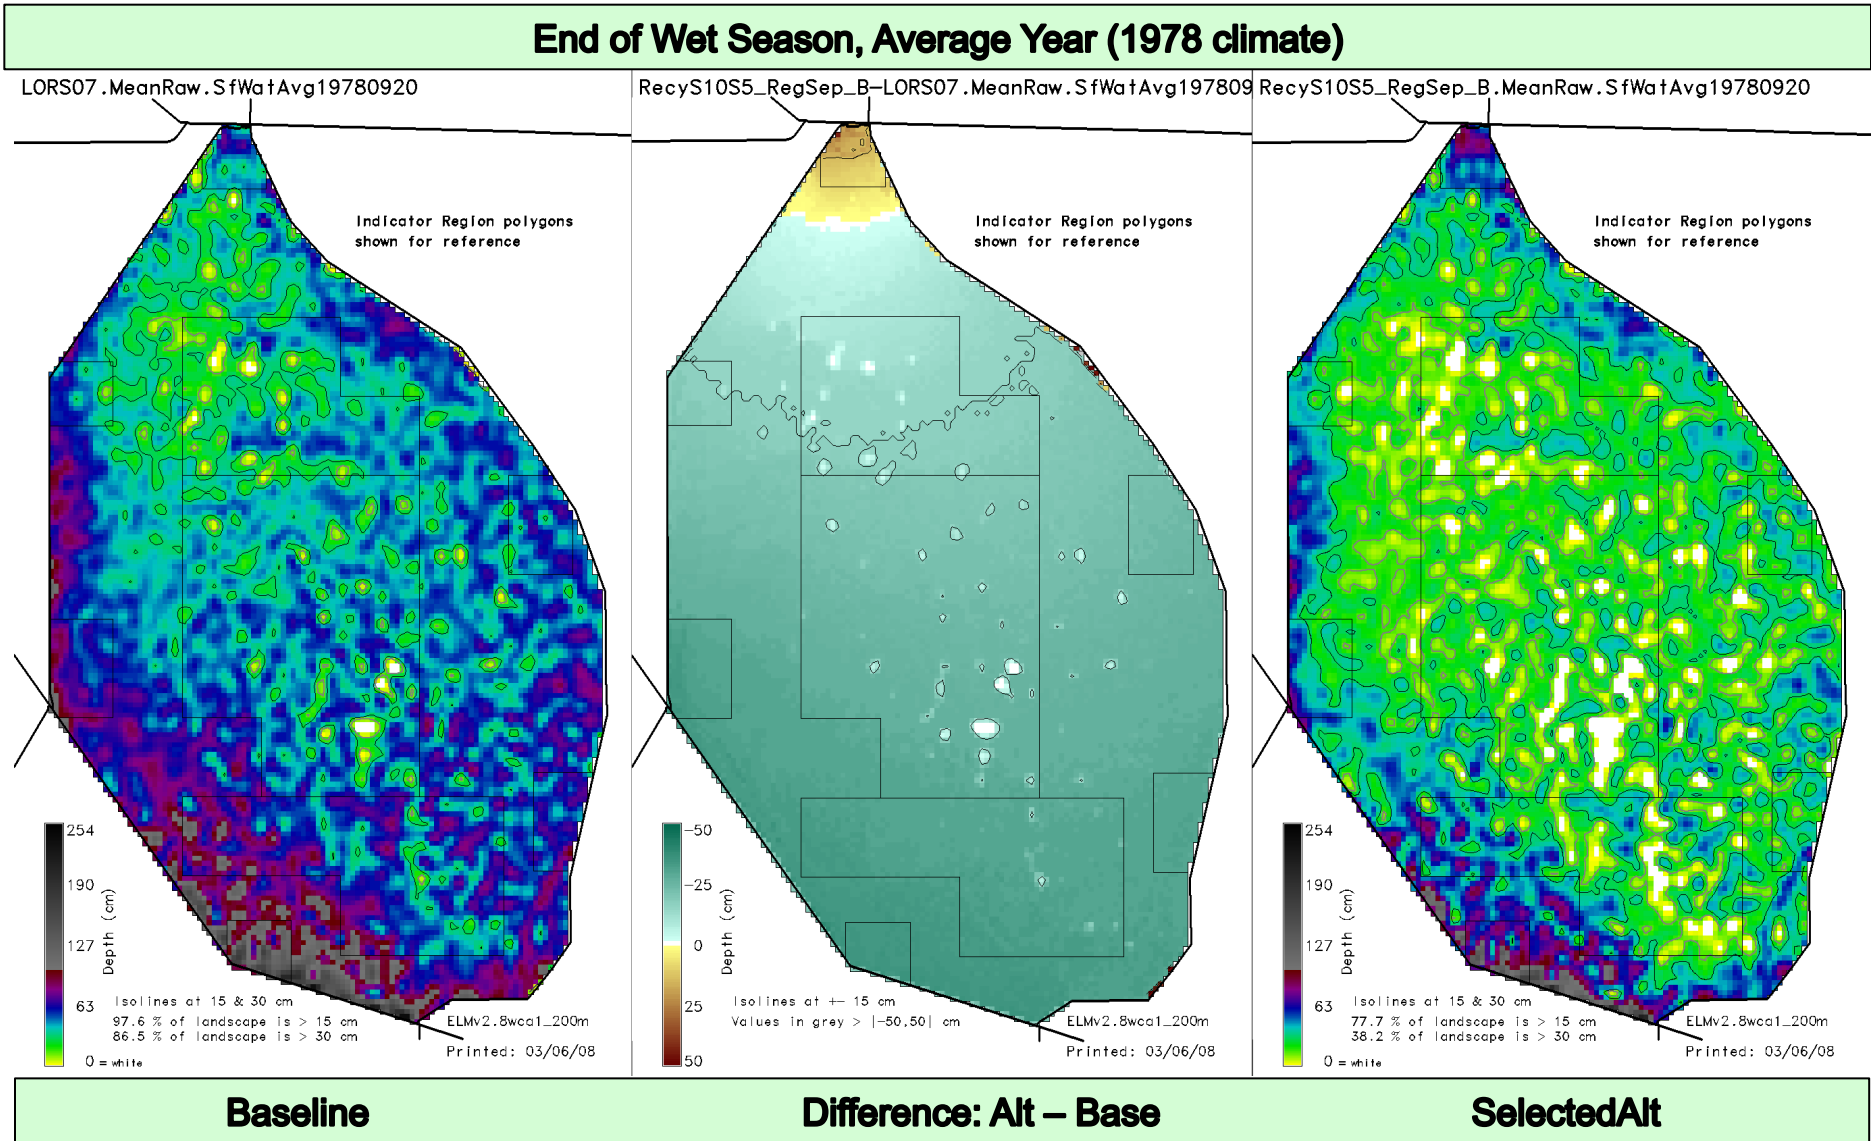 End of Wet Season, Average Year (1978 climate)
LORS07.MeanRaw.SfWatAvg19780920
RecyS10S5_RegSep_B-LORS07.MeanRaw.SfWatAvg197809
RecyS10S5_RegSep_B.MeanRaw.SfWatAvg19780920
Indicator Region polygons
shown for reference
Indicator Region polygons
shown for reference
Indicator Region polygons
shown for reference
254
190
127
63
0 = white
Depth (cm)
Isolines at 15 & 30 cm
97.6 % of landscape is > 15 cm
86.5 % of landscape is > 30 cm
ELMv2.8wca1_200m
Printed: 03/06/08
-50
-25
0
25
50
Depth (cm)
Isolines at +- 15 cm
Values in grey > |-50,50| cm
ELMv2.8wca1_200m
Printed: 03/06/08
254
190
127
63
0 = white
Depth (cm)
Isolines at 15 & 30 cm
77.7 % of landscape is > 15 cm
38.2 % of landscape is > 30 cm
ELMv2.8wca1_200m
Printed: 03/06/08
Baseline
Difference: Alt – Base
SelectedAlt